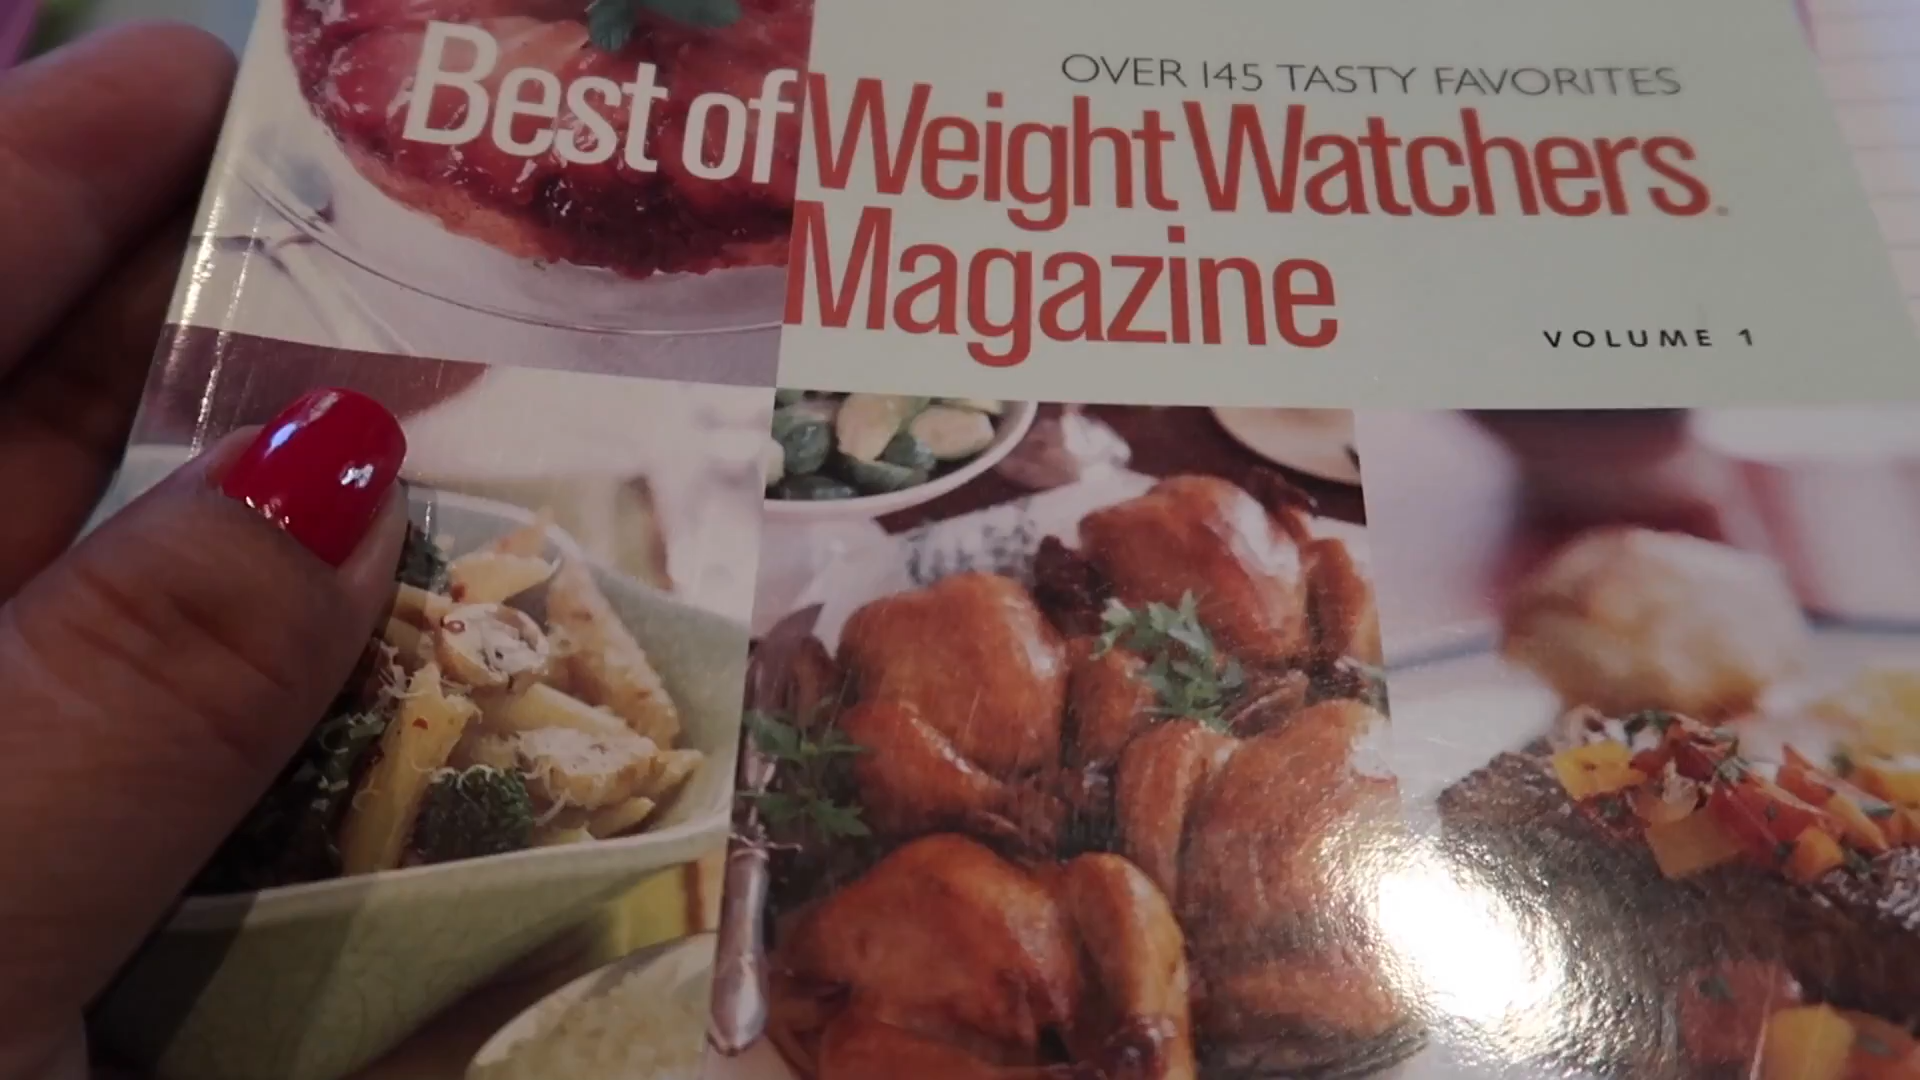 OVER 145 TASTY FAVORITES
Best of Weight Watchers
Magazine
VOLUME 1